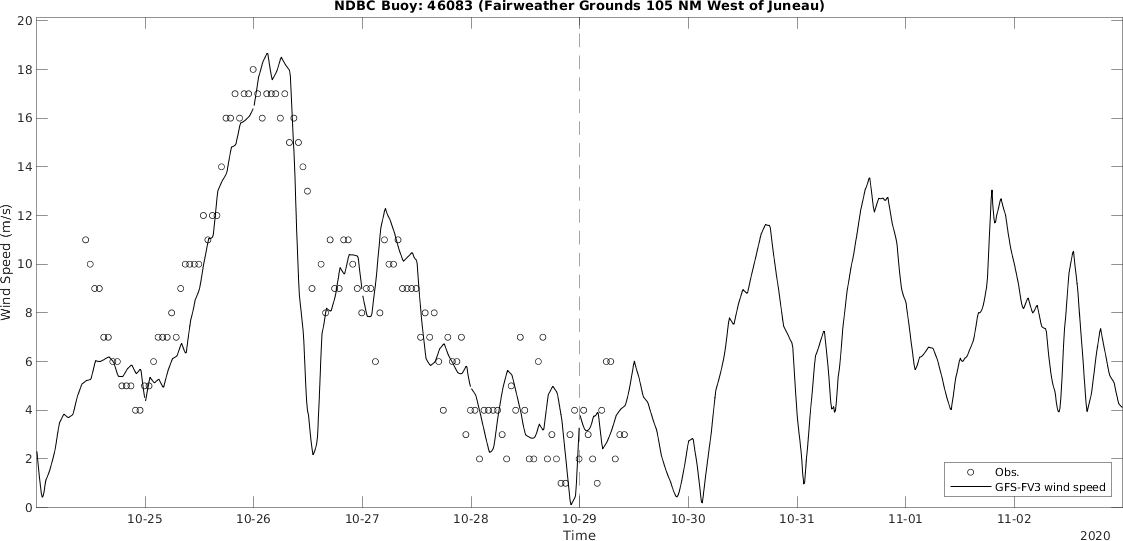 NDBC Buoy: 46083 (Fairweather Grounds 105 NM West of Juneau)
20
18
16
14
12
10
8
6
4
2
0
Wind Speed (m/s)
Obs.
GFS-FV3 wind speed
10-25 10-26 10-27 10-28 10-29 10-30 10-31 11-01 11-02
Time
2020